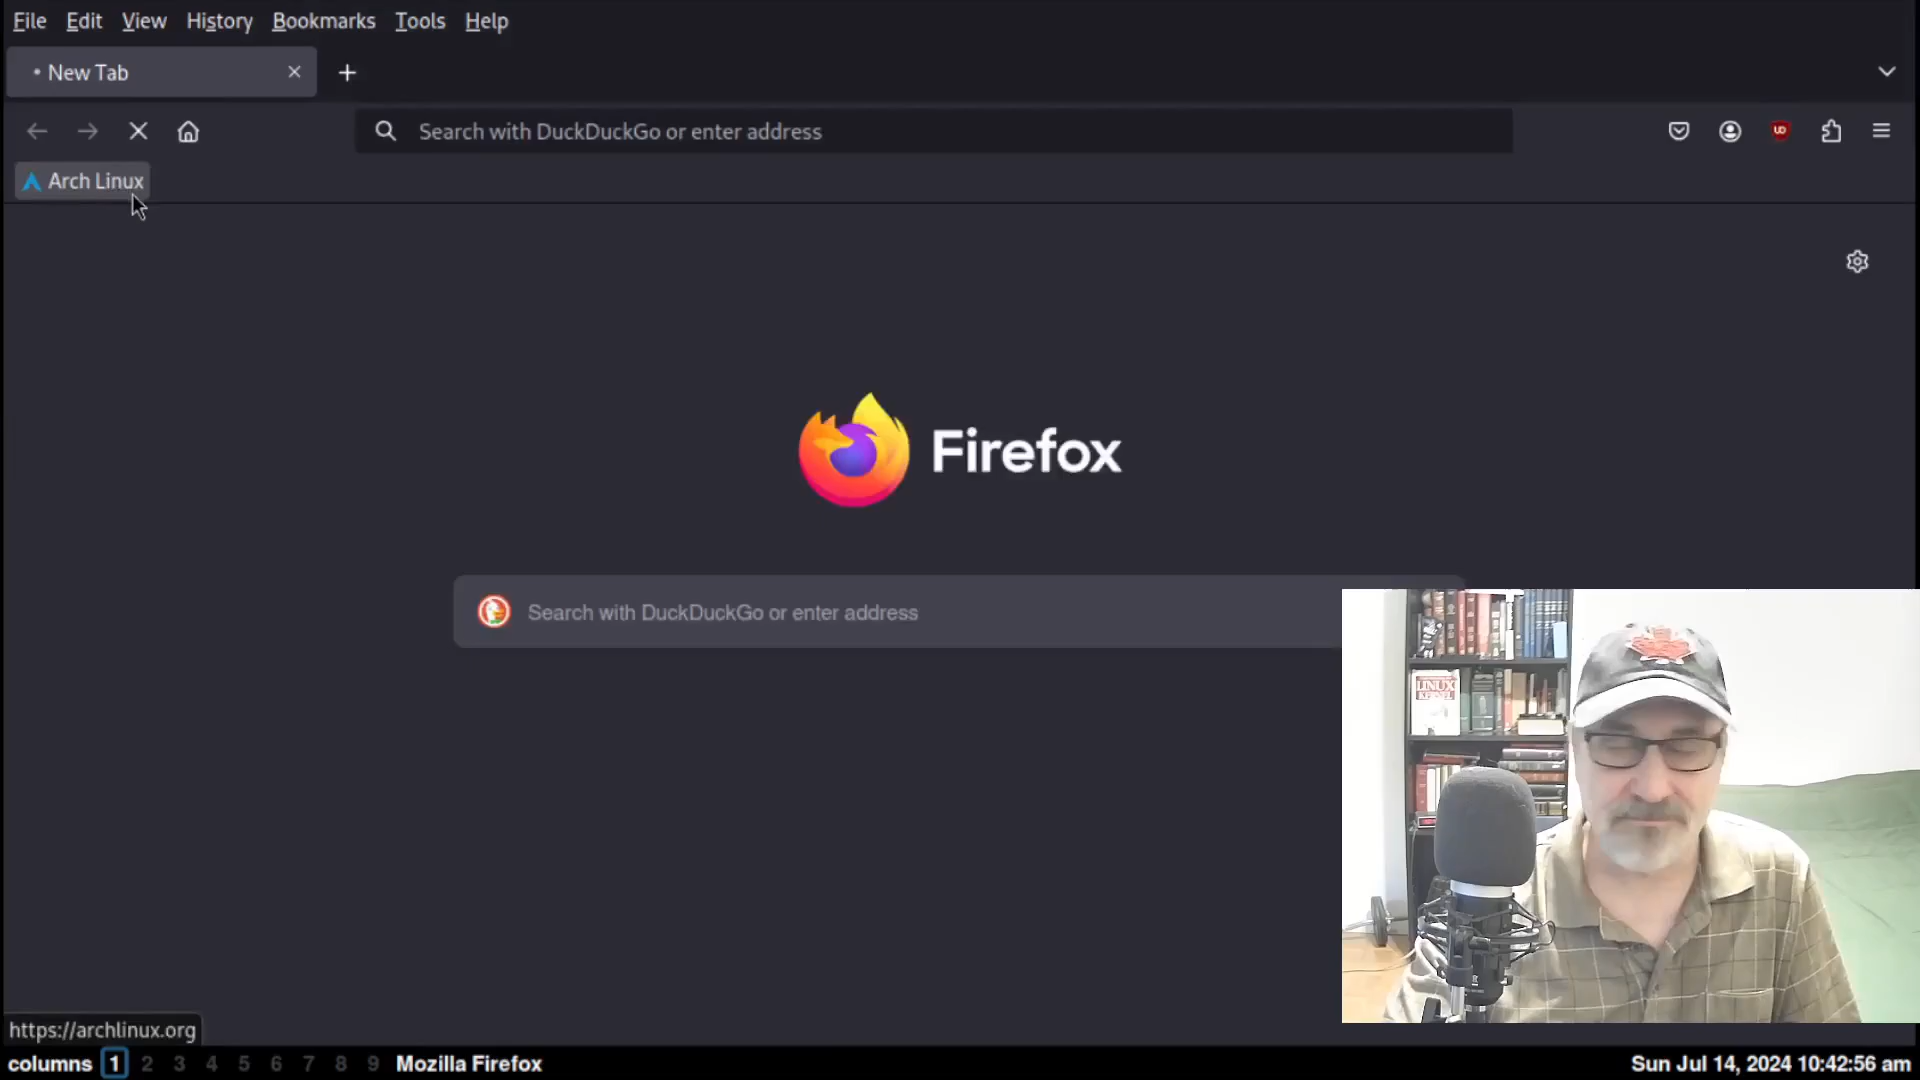 File Edit View History Bookmarks Tools Help
New Tab
Search with DuckDuckGo or enter address
Arch Linux
Firefox
Search with DuckDuckGo or enter address
LINUX
KERNEL
https://archlinux.org
columns 1 2 3 4 5 6 7 8 9 Mozilla Firefox
Sun Jul 14, 2024 10:42:56 am